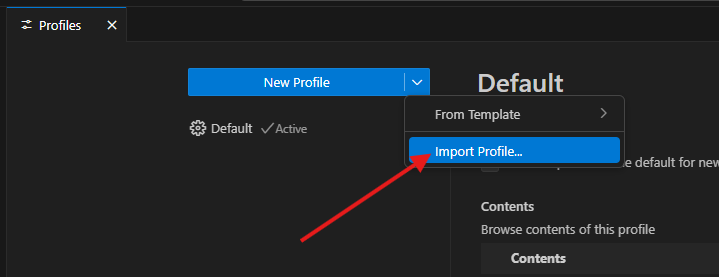 Profiles
New Profile
Default
From Template
Default
Active
Import Profile...
e default for new
Contents
Browse contents of this profile
Contents